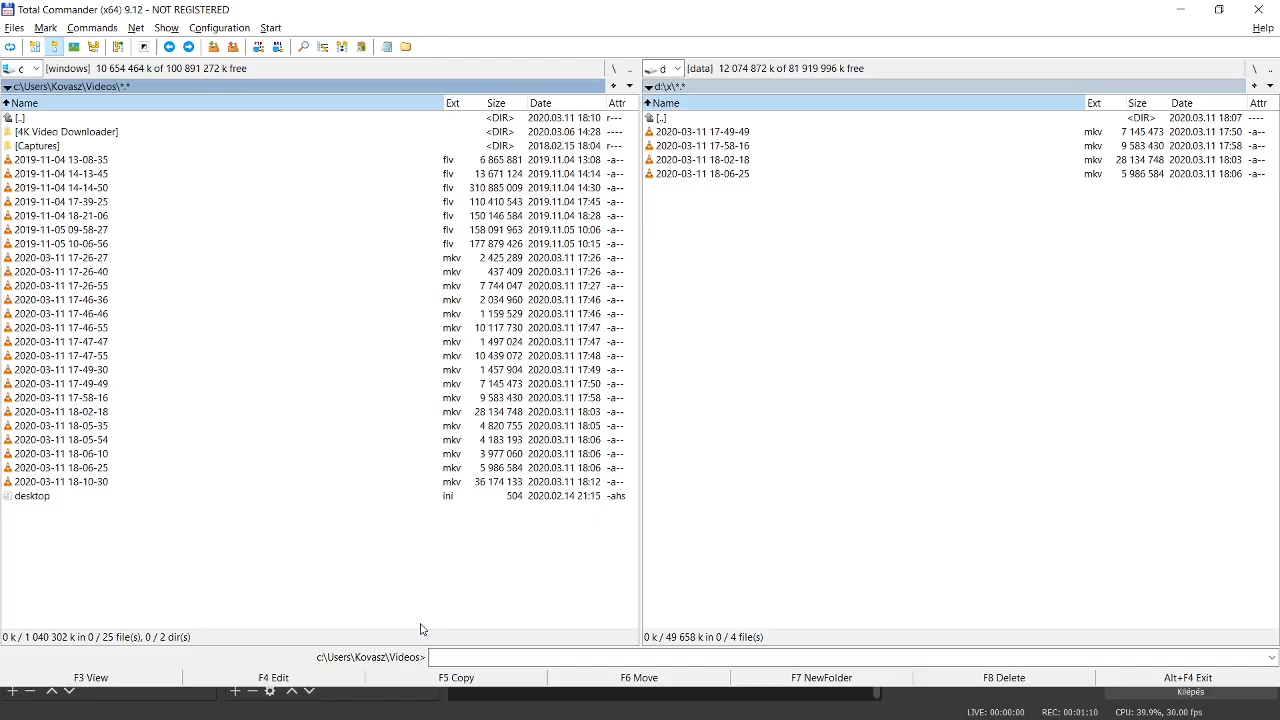 Total Commander (x64) 9.12 - NOT REGISTERED
Files Mark Commands Net Show Configuration Start Help
c [windows] 10 654 464 k of 100 891 272 k free \ ..
d [data] 12 074 872 k of 81 919 996 k free \ ..
c:\Users\Kovasz\Videos\*.*
d:\x\*.*
Name Ext Size Date Attr
[..] <DIR> 2020.03.11 18:10 r---
[4K Video Downloader] <DIR> 2020.03.06 14:28 ----
[Captures] <DIR> 2018.02.15 18:04 r---
2019-11-04 13-08-35 flv 6 865 881 2019.11.04 13:08 -a--
2019-11-04 14-13-45 flv 13 671 124 2019.11.04 14:14 -a--
2019-11-04 14-14-50 flv 310 885 009 2019.11.04 14:30 -a--
2019-11-04 17-39-25 flv 110 410 543 2019.11.04 17:45 -a--
2019-11-04 18-21-06 flv 150 146 584 2019.11.04 18:28 -a--
2019-11-05 09-58-27 flv 158 091 963 2019.11.05 10:06 -a--
2019-11-05 10-06-56 flv 177 879 426 2019.11.05 10:15 -a--
2020-03-11 17-26-27 mkv 2 425 289 2020.03.11 17:26 -a--
2020-03-11 17-26-40 mkv 437 409 2020.03.11 17:26 -a--
2020-03-11 17-26-55 mkv 7 744 047 2020.03.11 17:27 -a--
2020-03-11 17-46-36 mkv 2 034 960 2020.03.11 17:46 -a--
2020-03-11 17-46-46 mkv 1 159 529 2020.03.11 17:46 -a--
2020-03-11 17-46-55 mkv 10 117 730 2020.03.11 17:47 -a--
2020-03-11 17-47-47 mkv 1 497 024 2020.03.11 17:47 -a--
2020-03-11 17-47-55 mkv 10 439 072 2020.03.11 17:48 -a--
2020-03-11 17-49-30 mkv 1 457 904 2020.03.11 17:49 -a--
2020-03-11 17-49-49 mkv 7 145 473 2020.03.11 17:50 -a--
2020-03-11 17-58-16 mkv 9 583 430 2020.03.11 17:58 -a--
2020-03-11 18-02-18 mkv 28 134 748 2020.03.11 18:03 -a--
2020-03-11 18-05-35 mkv 4 820 755 2020.03.11 18:05 -a--
2020-03-11 18-05-54 mkv 4 183 193 2020.03.11 18:06 -a--
2020-03-11 18-06-10 mkv 3 977 060 2020.03.11 18:06 -a--
2020-03-11 18-06-25 mkv 5 986 584 2020.03.11 18:06 -a--
2020-03-11 18-10-30 mkv 36 174 133 2020.03.11 18:12 -a--
desktop ini 504 2020.02.14 21:15 -ahs
0 k / 1 040 302 k in 0 / 25 file(s), 0 / 2 dir(s)
Name Ext Size Date Attr
[..] <DIR> 2020.03.11 18:07 ----
2020-03-11 17-49-49 mkv 7 145 473 2020.03.11 17:50 -a--
2020-03-11 17-58-16 mkv 9 583 430 2020.03.11 17:58 -a--
2020-03-11 18-02-18 mkv 28 134 748 2020.03.11 18:03 -a--
2020-03-11 18-06-25 mkv 5 986 584 2020.03.11 18:06 -a--
0 k / 49 658 k in 0 / 4 file(s)
c:\Users\Kovasz\Videos>
F3 View F4 Edit F5 Copy F6 Move F7 NewFolder F8 Delete Alt+F4 Exit
Kilépés
LIVE: 00:00:00 REC: 00:01:10 CPU: 39.9%, 30.00 fps